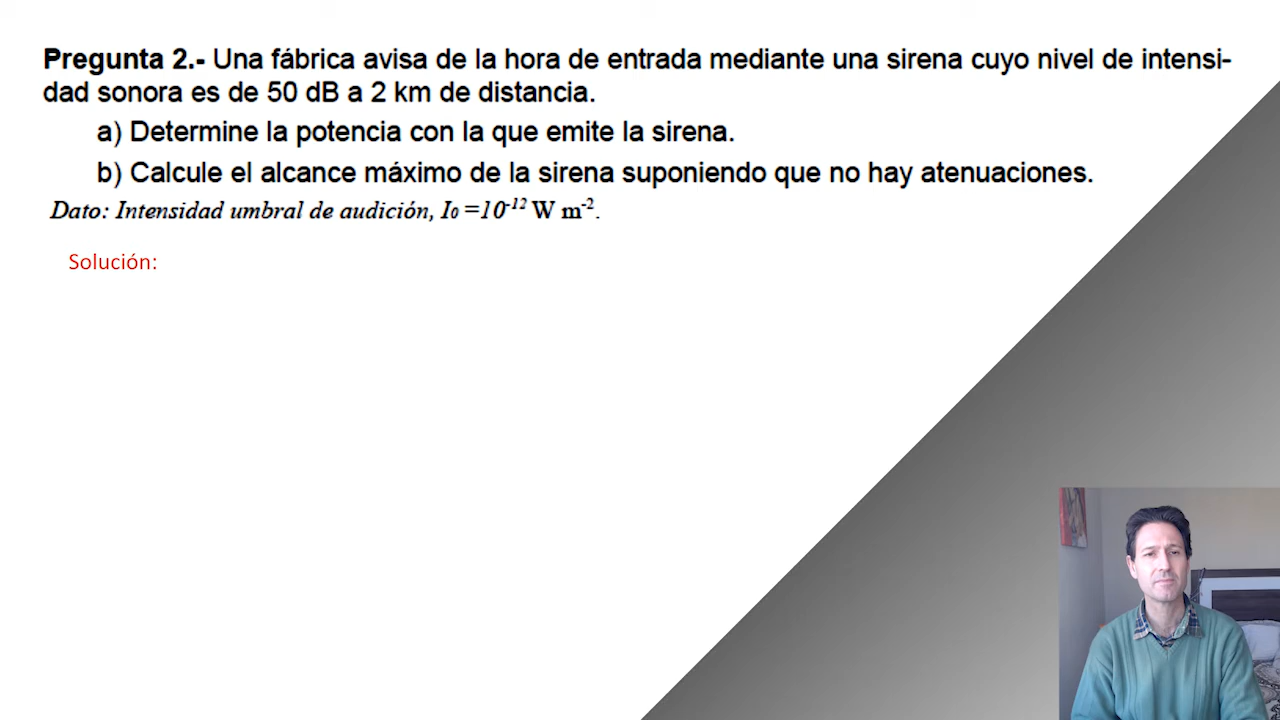 Pregunta 2.- Una fábrica avisa de la hora de entrada mediante una sirena cuyo nivel de intensi-
dad sonora es de 50 dB a 2 km de distancia.
a) Determine la potencia con la que emite la sirena.
b) Calcule el alcance máximo de la sirena suponiendo que no hay atenuaciones.
Dato: Intensidad umbral de audición, I₀ =10⁻¹² W m⁻².
Solución: